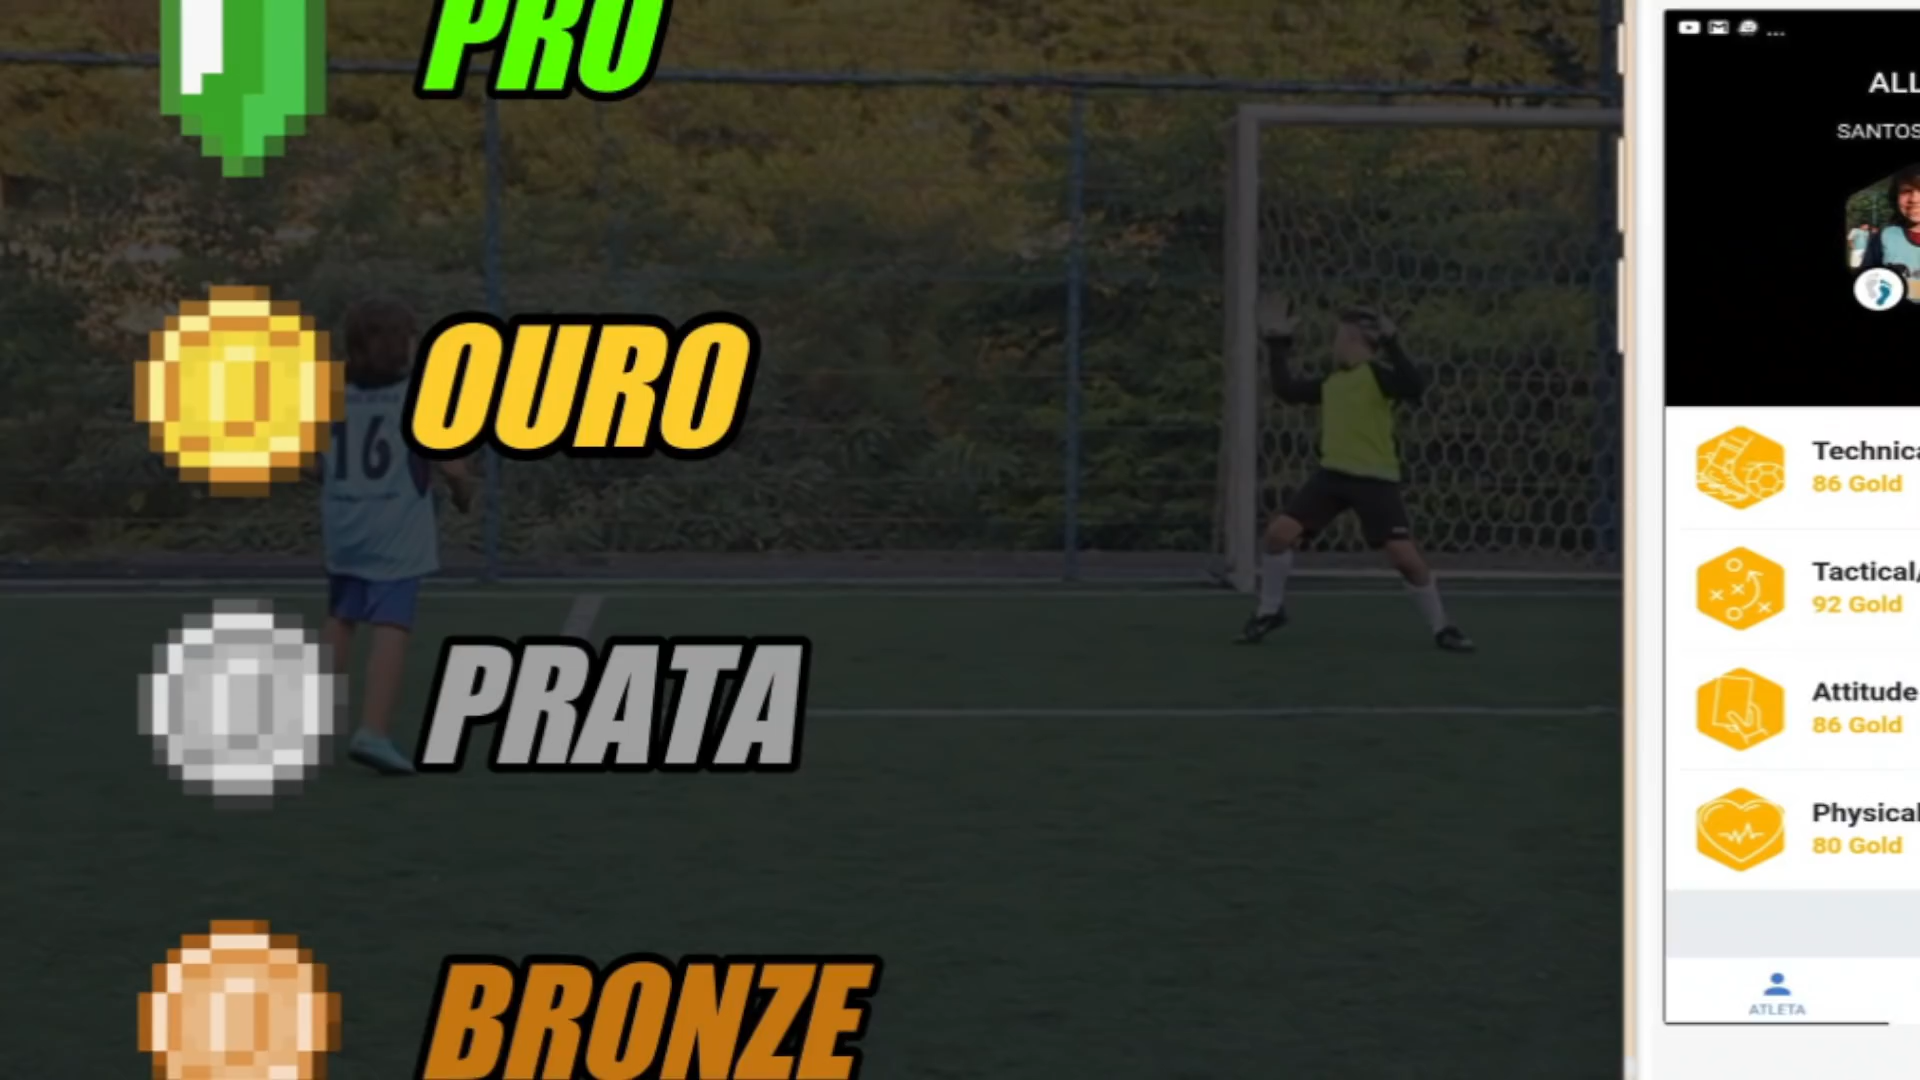 PRO
OURO
16
PRATA
BRONZE
...
ALL
SANTOS
Technica
86 Gold
Tactical/
92 Gold
Attitude
86 Gold
Physical
80 Gold
ATLETA